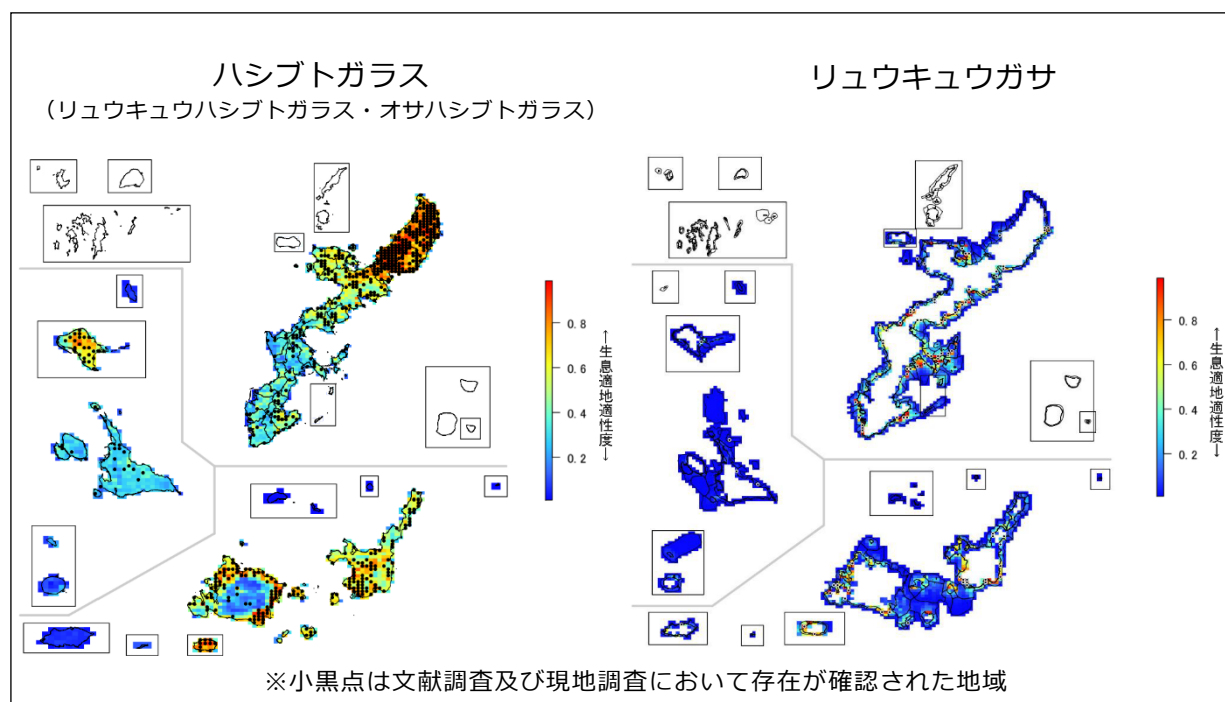 ハシブトガラス
(リュウキュウハシブトガラス・オサハシブトガラス)
リュウキュウガサ
0.8
0.6
0.4
0.2
←生息適地適性度→
0.8
0.6
0.4
0.2
←生息適地適性度→
※小黒点は文献調査及び現地調査において存在が確認された地域